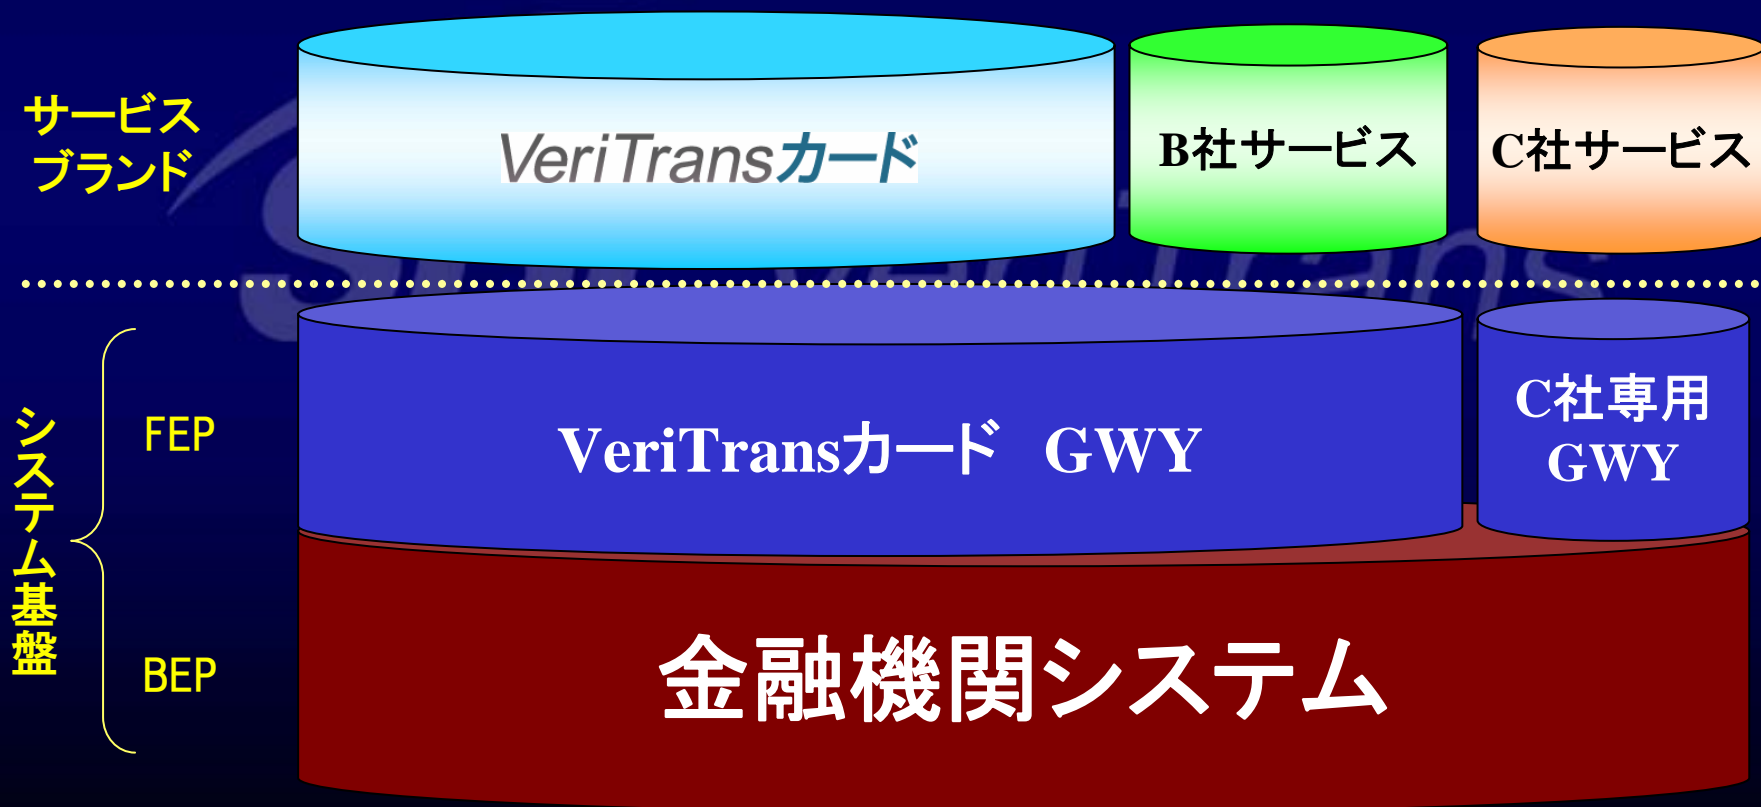 サービス
ブランド
VeriTransカード
B社サービス
C社サービス
システム基盤
FEP
VeriTransカード GWY
C社専用
GWY
BEP
金融機関システム